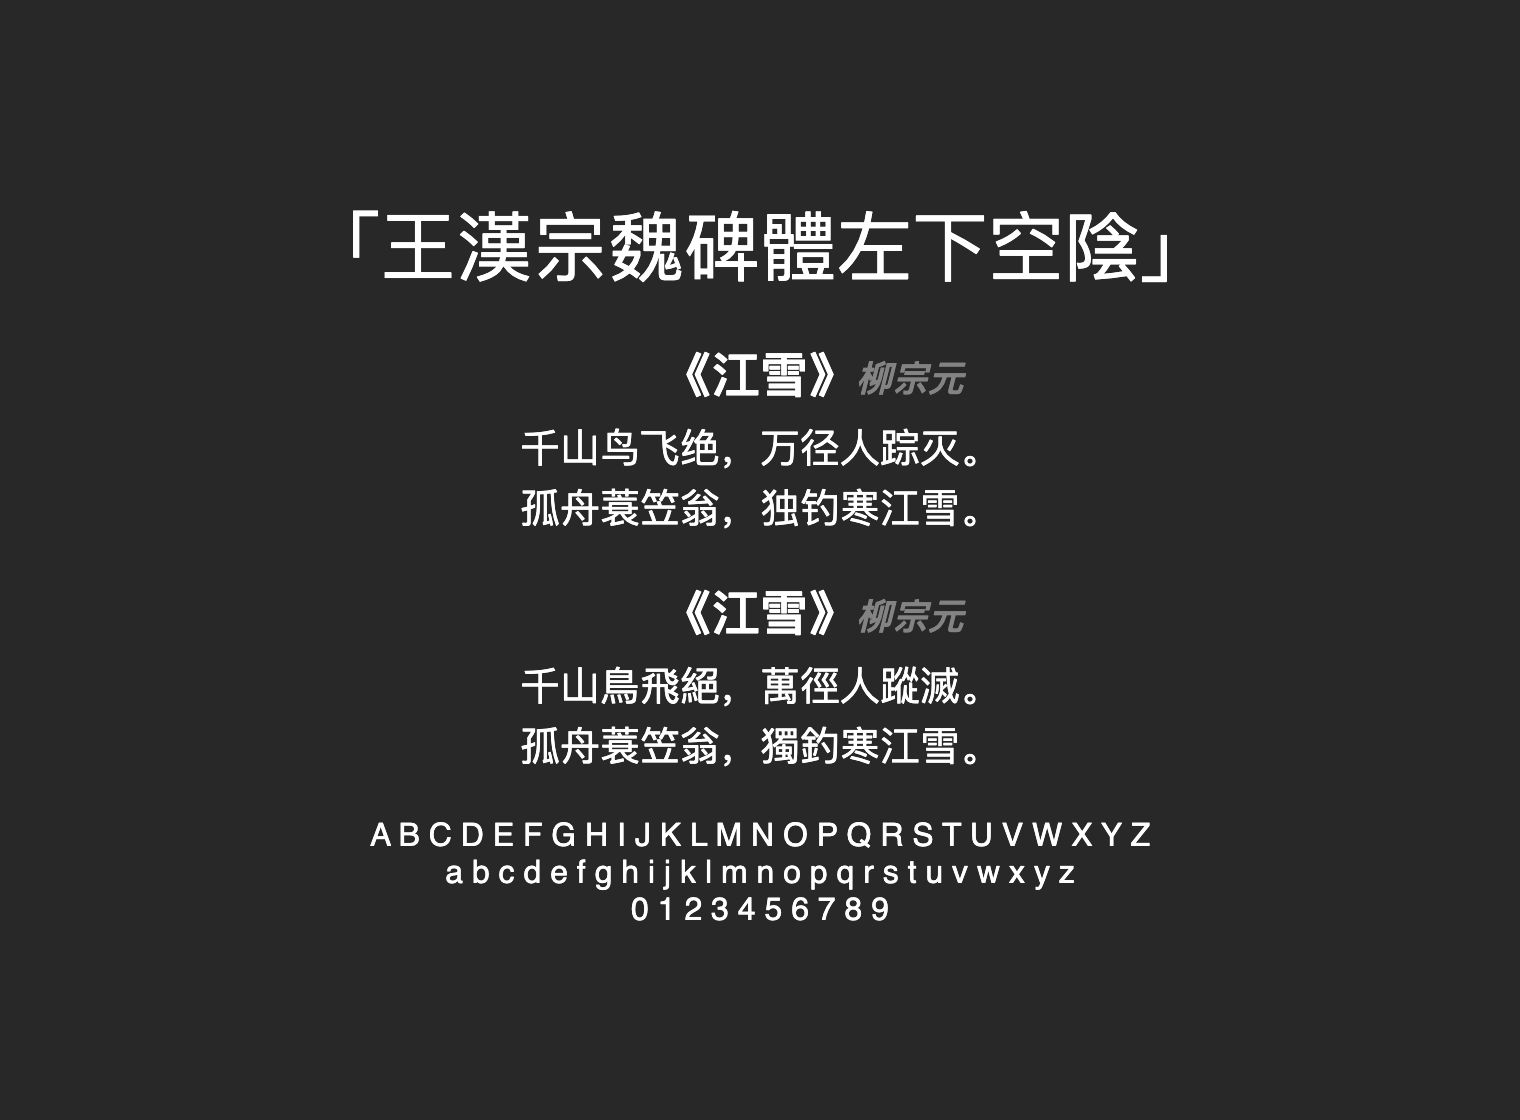 「王漢宗魏碑體左下空陰」
《江雪》 柳宗元
千山鸟飞绝，万径人踪灭。
孤舟蓑笠翁，独钓寒江雪。
《江雪》 柳宗元
千山鳥飛絕，萬徑人蹤滅。
孤舟蓑笠翁，獨釣寒江雪。
A B C D E F G H I J K L M N O P Q R S T U V W X Y Z
a b c d e f g h i j k l m n o p q r s t u v w x y z
0 1 2 3 4 5 6 7 8 9